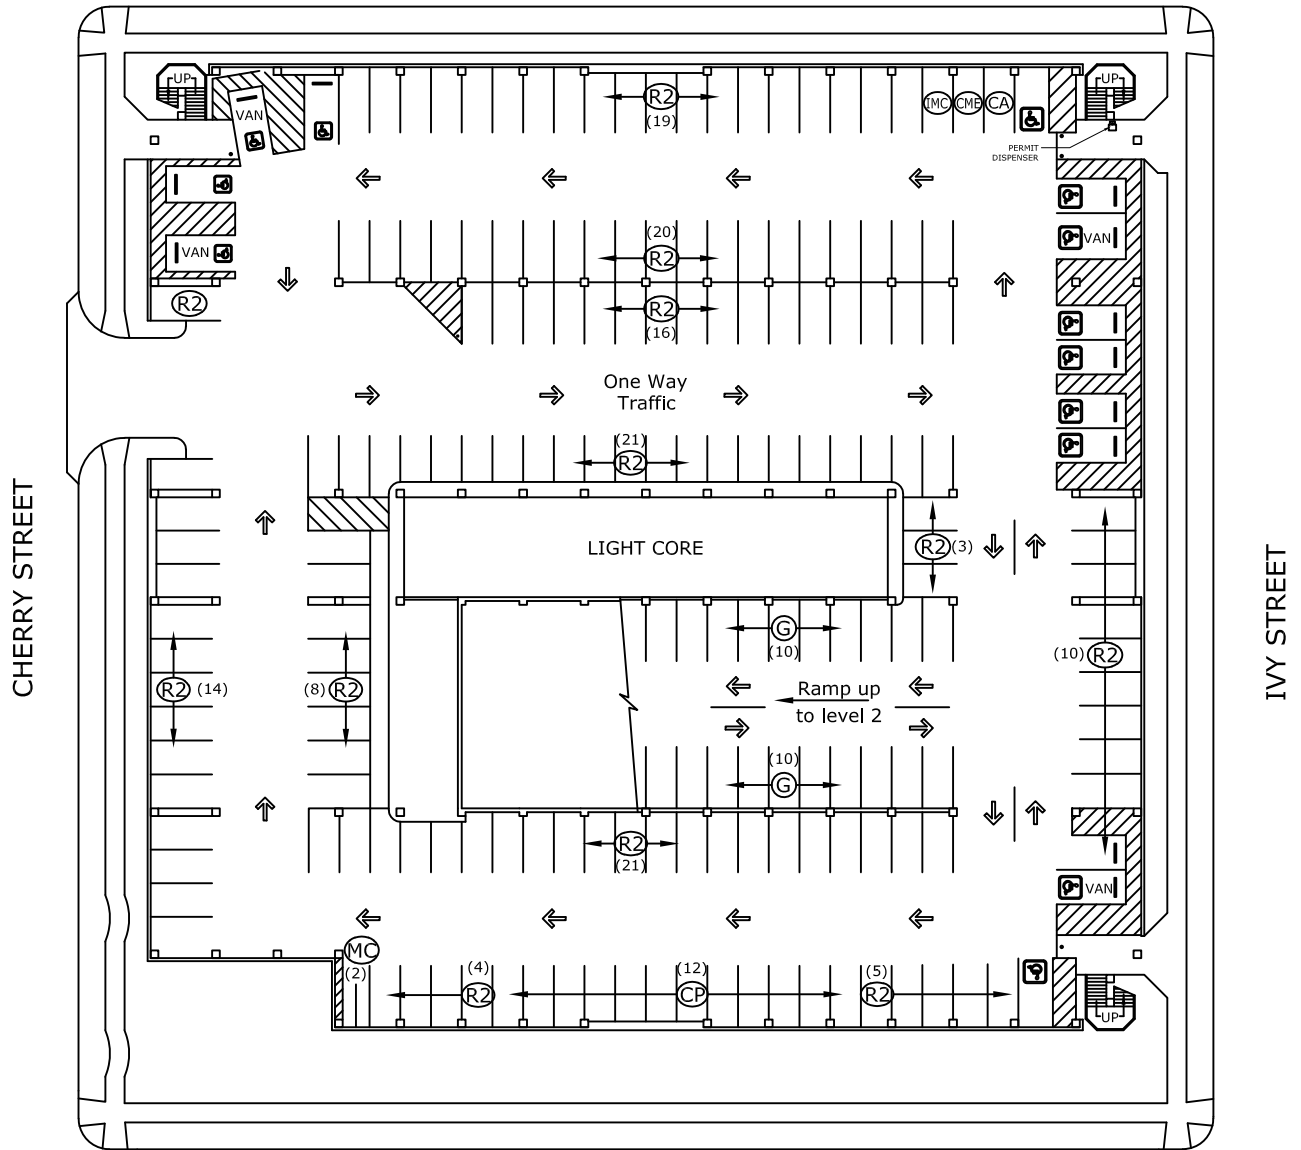 UP
UP
VAN
R2
(19)
IMC
CME
CA
PERMIT
DISPENSER
VAN
(20)
R2
VAN
R2
R2
(16)
One Way
Traffic
(21)
R2
LIGHT CORE
R2
(3)
CHERRY STREET
IVY STREET
G
(10)
(10)
R2
R2
(14)
(8)
R2
Ramp up
to level 2
(10)
G
R2
(21)
VAN
MC
(2)
(4)
R2
(12)
CP
(5)
R2
UP